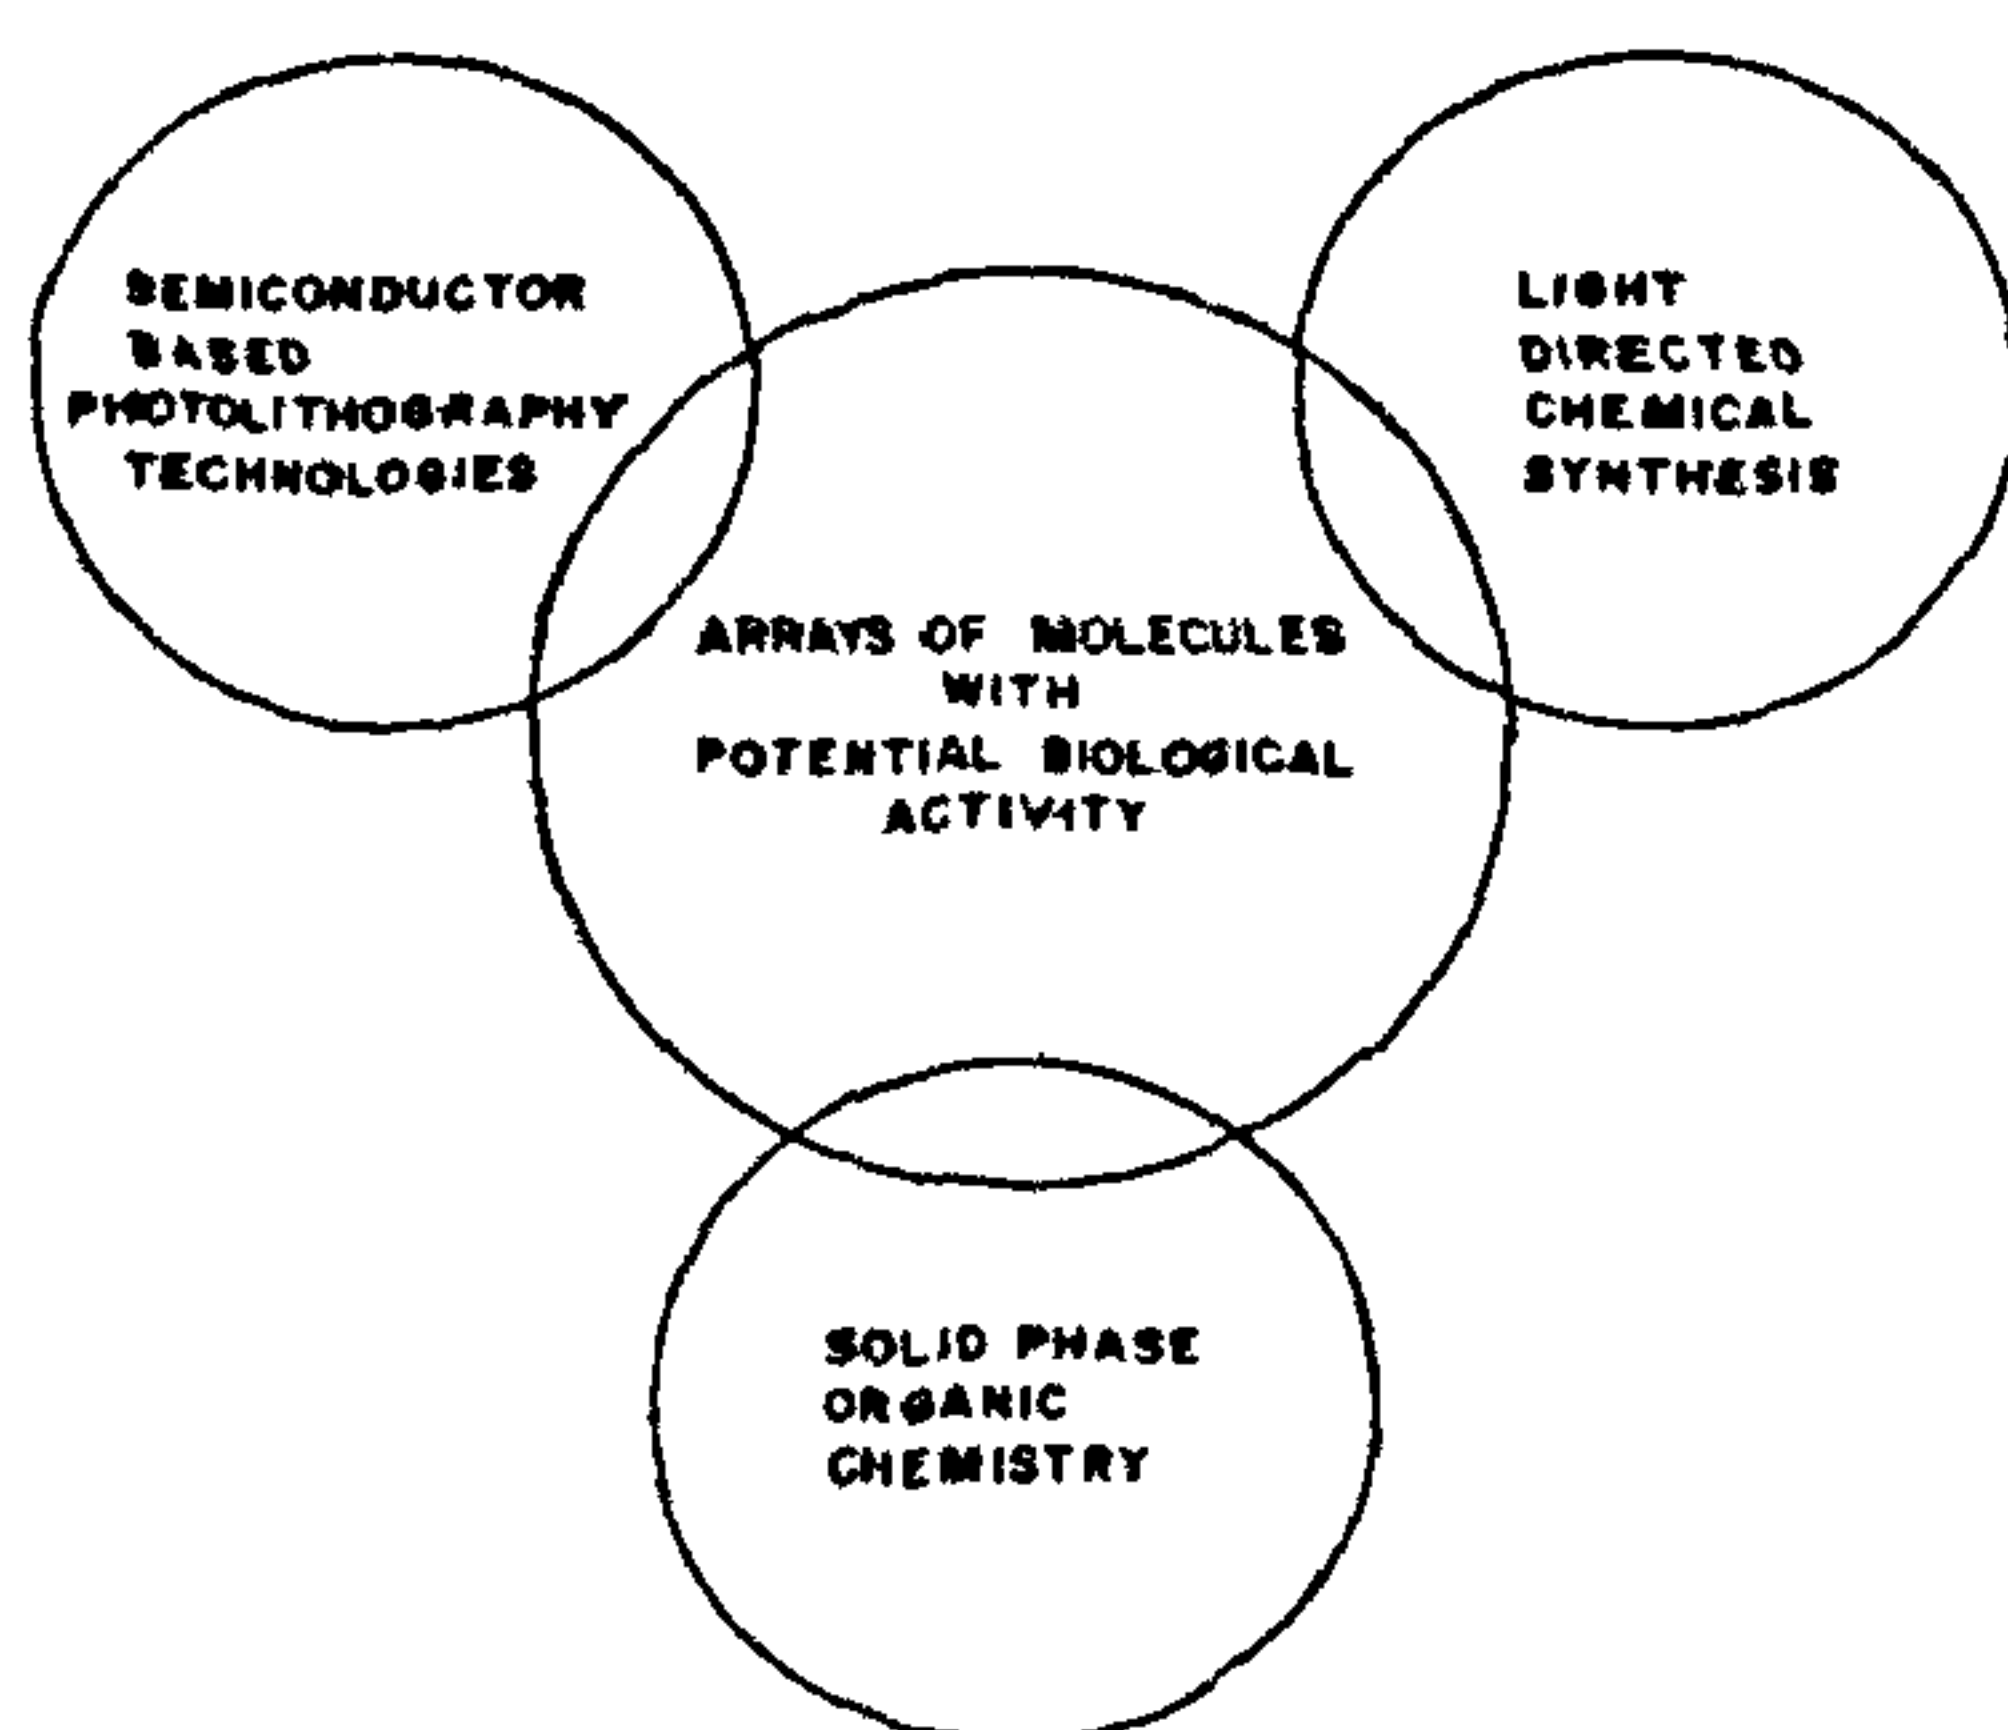 SEMICONDUCTOR
BASED
PHOTOLITHOGRAPHY
TECHNOLOGIES
LIGHT
DIRECTED
CHEMICAL
SYNTHESIS
ARRAYS OF MOLECULES
WITH
POTENTIAL BIOLOGICAL
ACTIVITY
SOLID PHASE
ORGANIC
CHEMISTRY